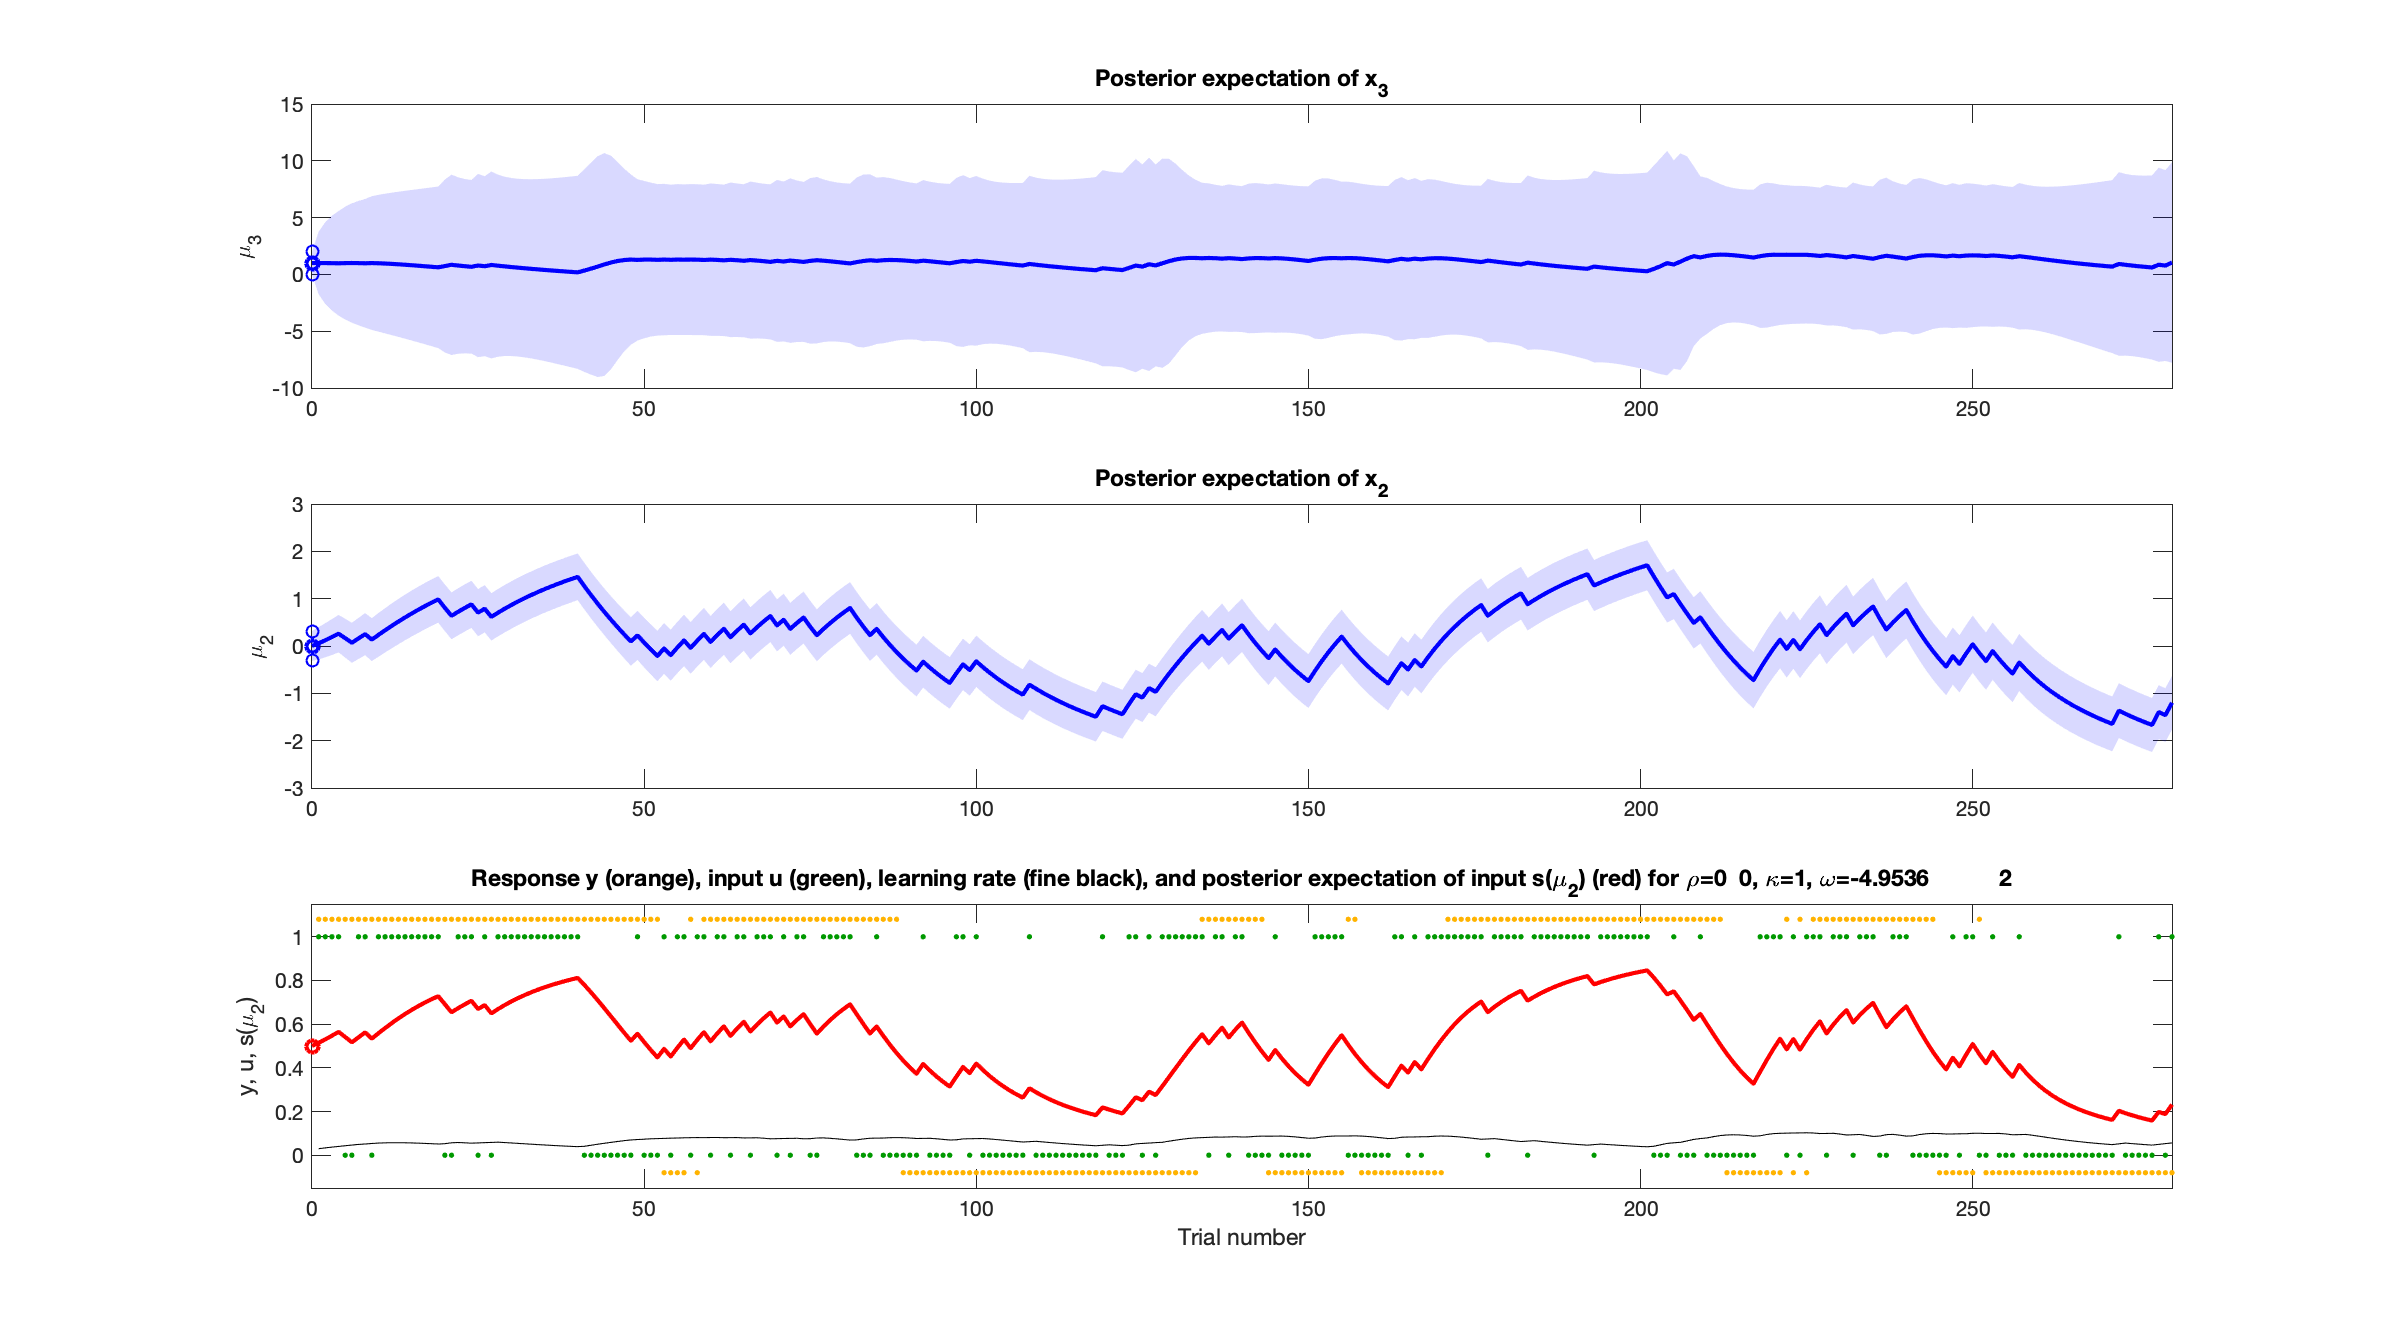 Posterior expectation of x3
15
10
5
0
-5
-10
μ3
0 50 100 150 200 250
Posterior expectation of x2
3
2
1
0
-1
-2
-3
μ2
0 50 100 150 200 250
Response y (orange), input u (green), learning rate (fine black), and posterior expectation of input s(μ2) (red) for ρ=0 0, κ=1, ω=-4.9536 2
1
0.8
0.6
0.4
0.2
0
y, u, s(μ2)
0 50 100 150 200 250
Trial number